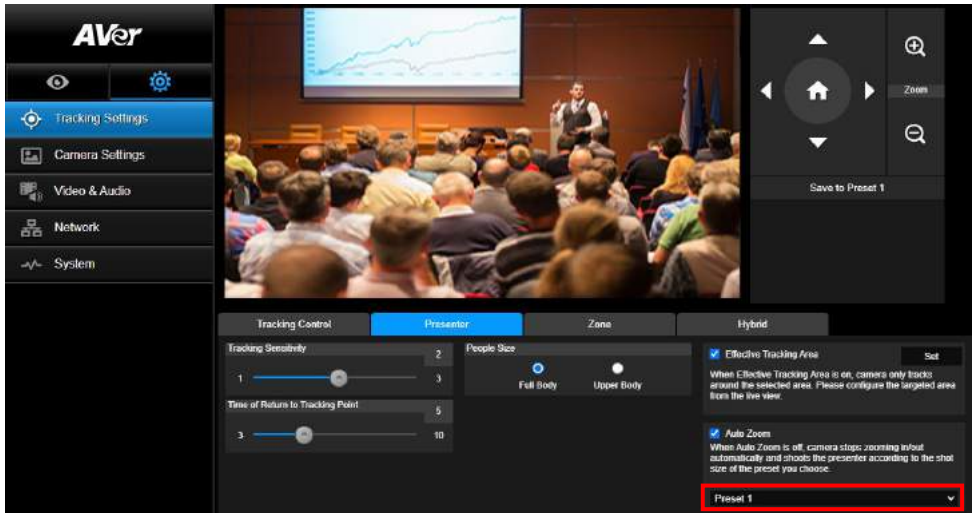 AVer
Tracking Settings
Camera Settings
Video & Audio
Network
System
Zoom
Save to Preset 1
Tracking Control
Presenter
Zone
Hybrid
Tracking Sensitivity
2
1
3
Time of Return to Tracking Point
5
3
10
People Size
Full Body
Upper Body
Effective Tracking Area
Set
When Effective Tracking Area is on, camera only tracks
around the selected area. Please configure the targeted area
from the live view.
Auto Zoom
When Auto Zoom is off, camera stops zooming in/out
automatically and shoots the presenter according to the shot
size of the preset you choose.
Preset 1